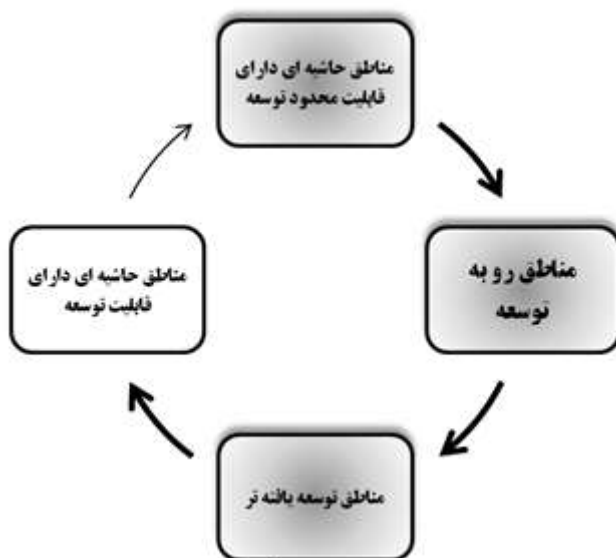 مناطق حاشیه ای دارای
قابلیت محدود توسعه
مناطق رو به
توسعه
مناطق توسعه یافته تر
مناطق حاشیه ای دارای
قابلیت توسعه